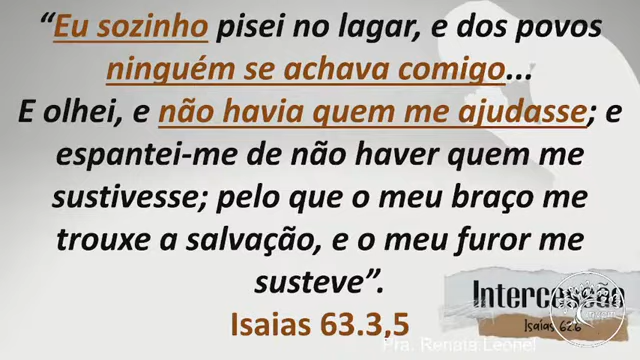 “Eu sozinho pisei no lagar, e dos povos
ninguém se achava comigo...
E olhei, e não havia quem me ajudasse; e
espantei-me de não haver quem me
sustivesse; pelo que o meu braço me
trouxe a salvação, e o meu furor me
susteve”.
Isaias 63.3,5
Intercessão
Isaias 62:6
Pra. Renata Leonel